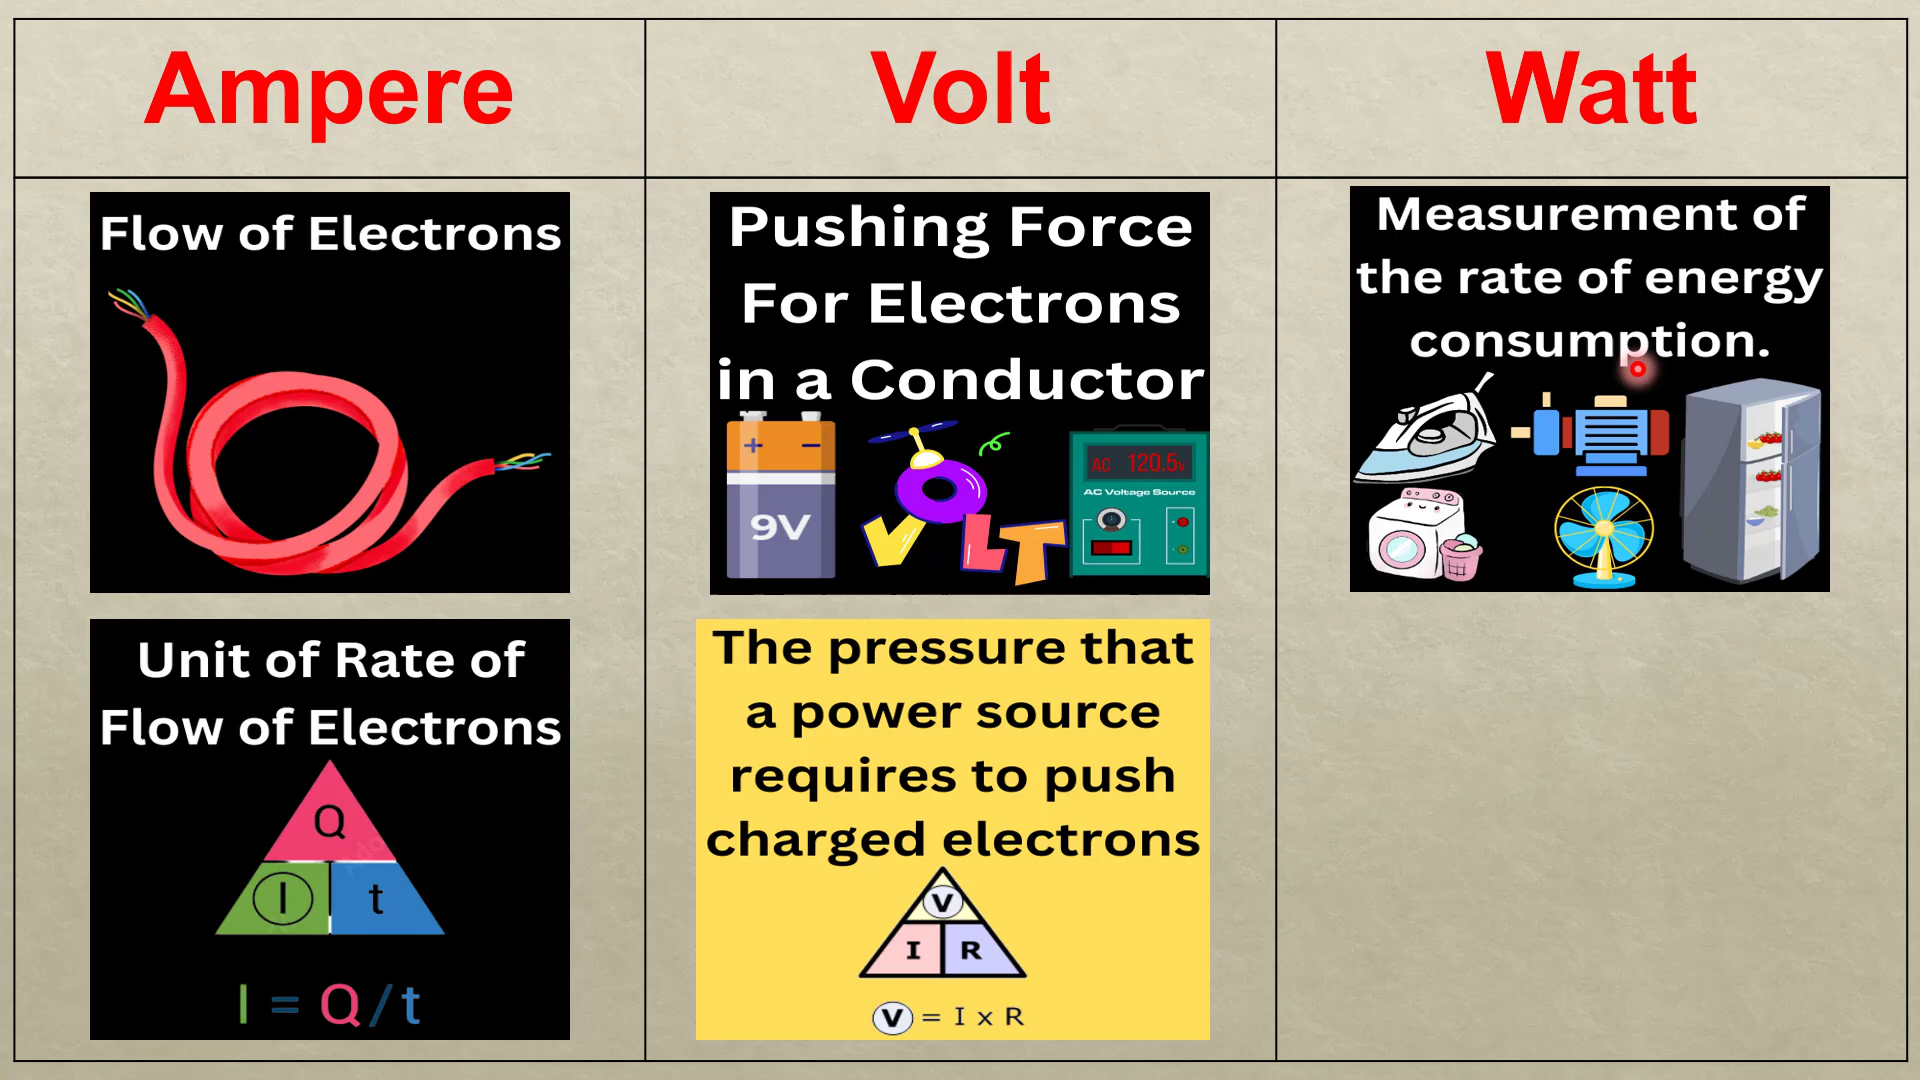 Ampere
Volt
Watt
Flow of Electrons
Pushing Force
For Electrons
in a Conductor
+ −
9V
VOLT
AC 120.5v
AC Voltage Source
Measurement of
the rate of energy
consumption.
Unit of Rate of
Flow of Electrons
Q
I t
I = Q/t
The pressure that
a power source
requires to push
charged electrons
V
I R
V = I x R